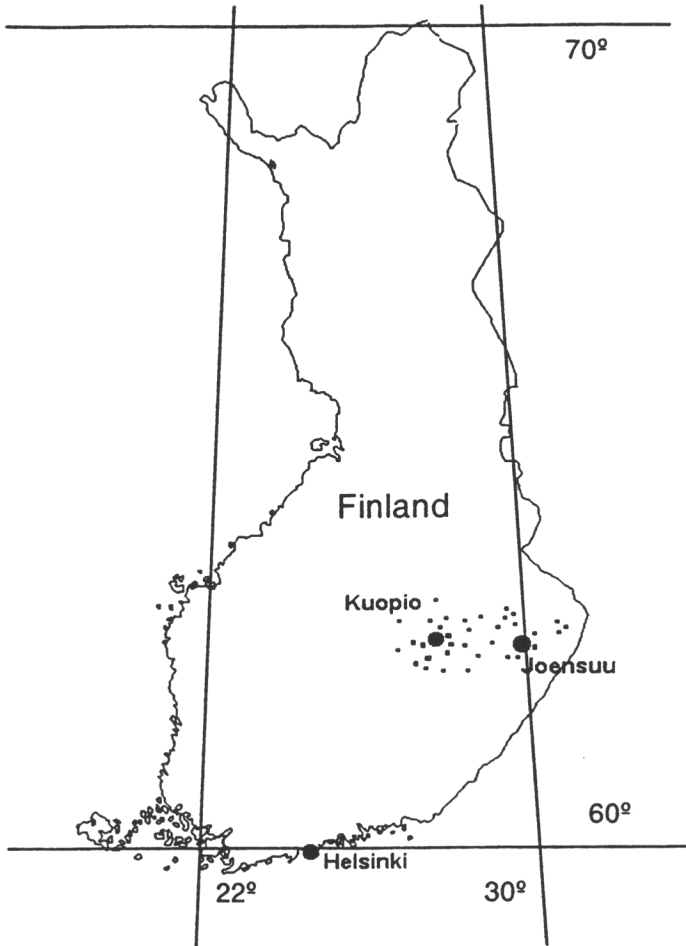 70º
Finland
Kuopio
Joensuu
60º
Helsinki
22º
30º